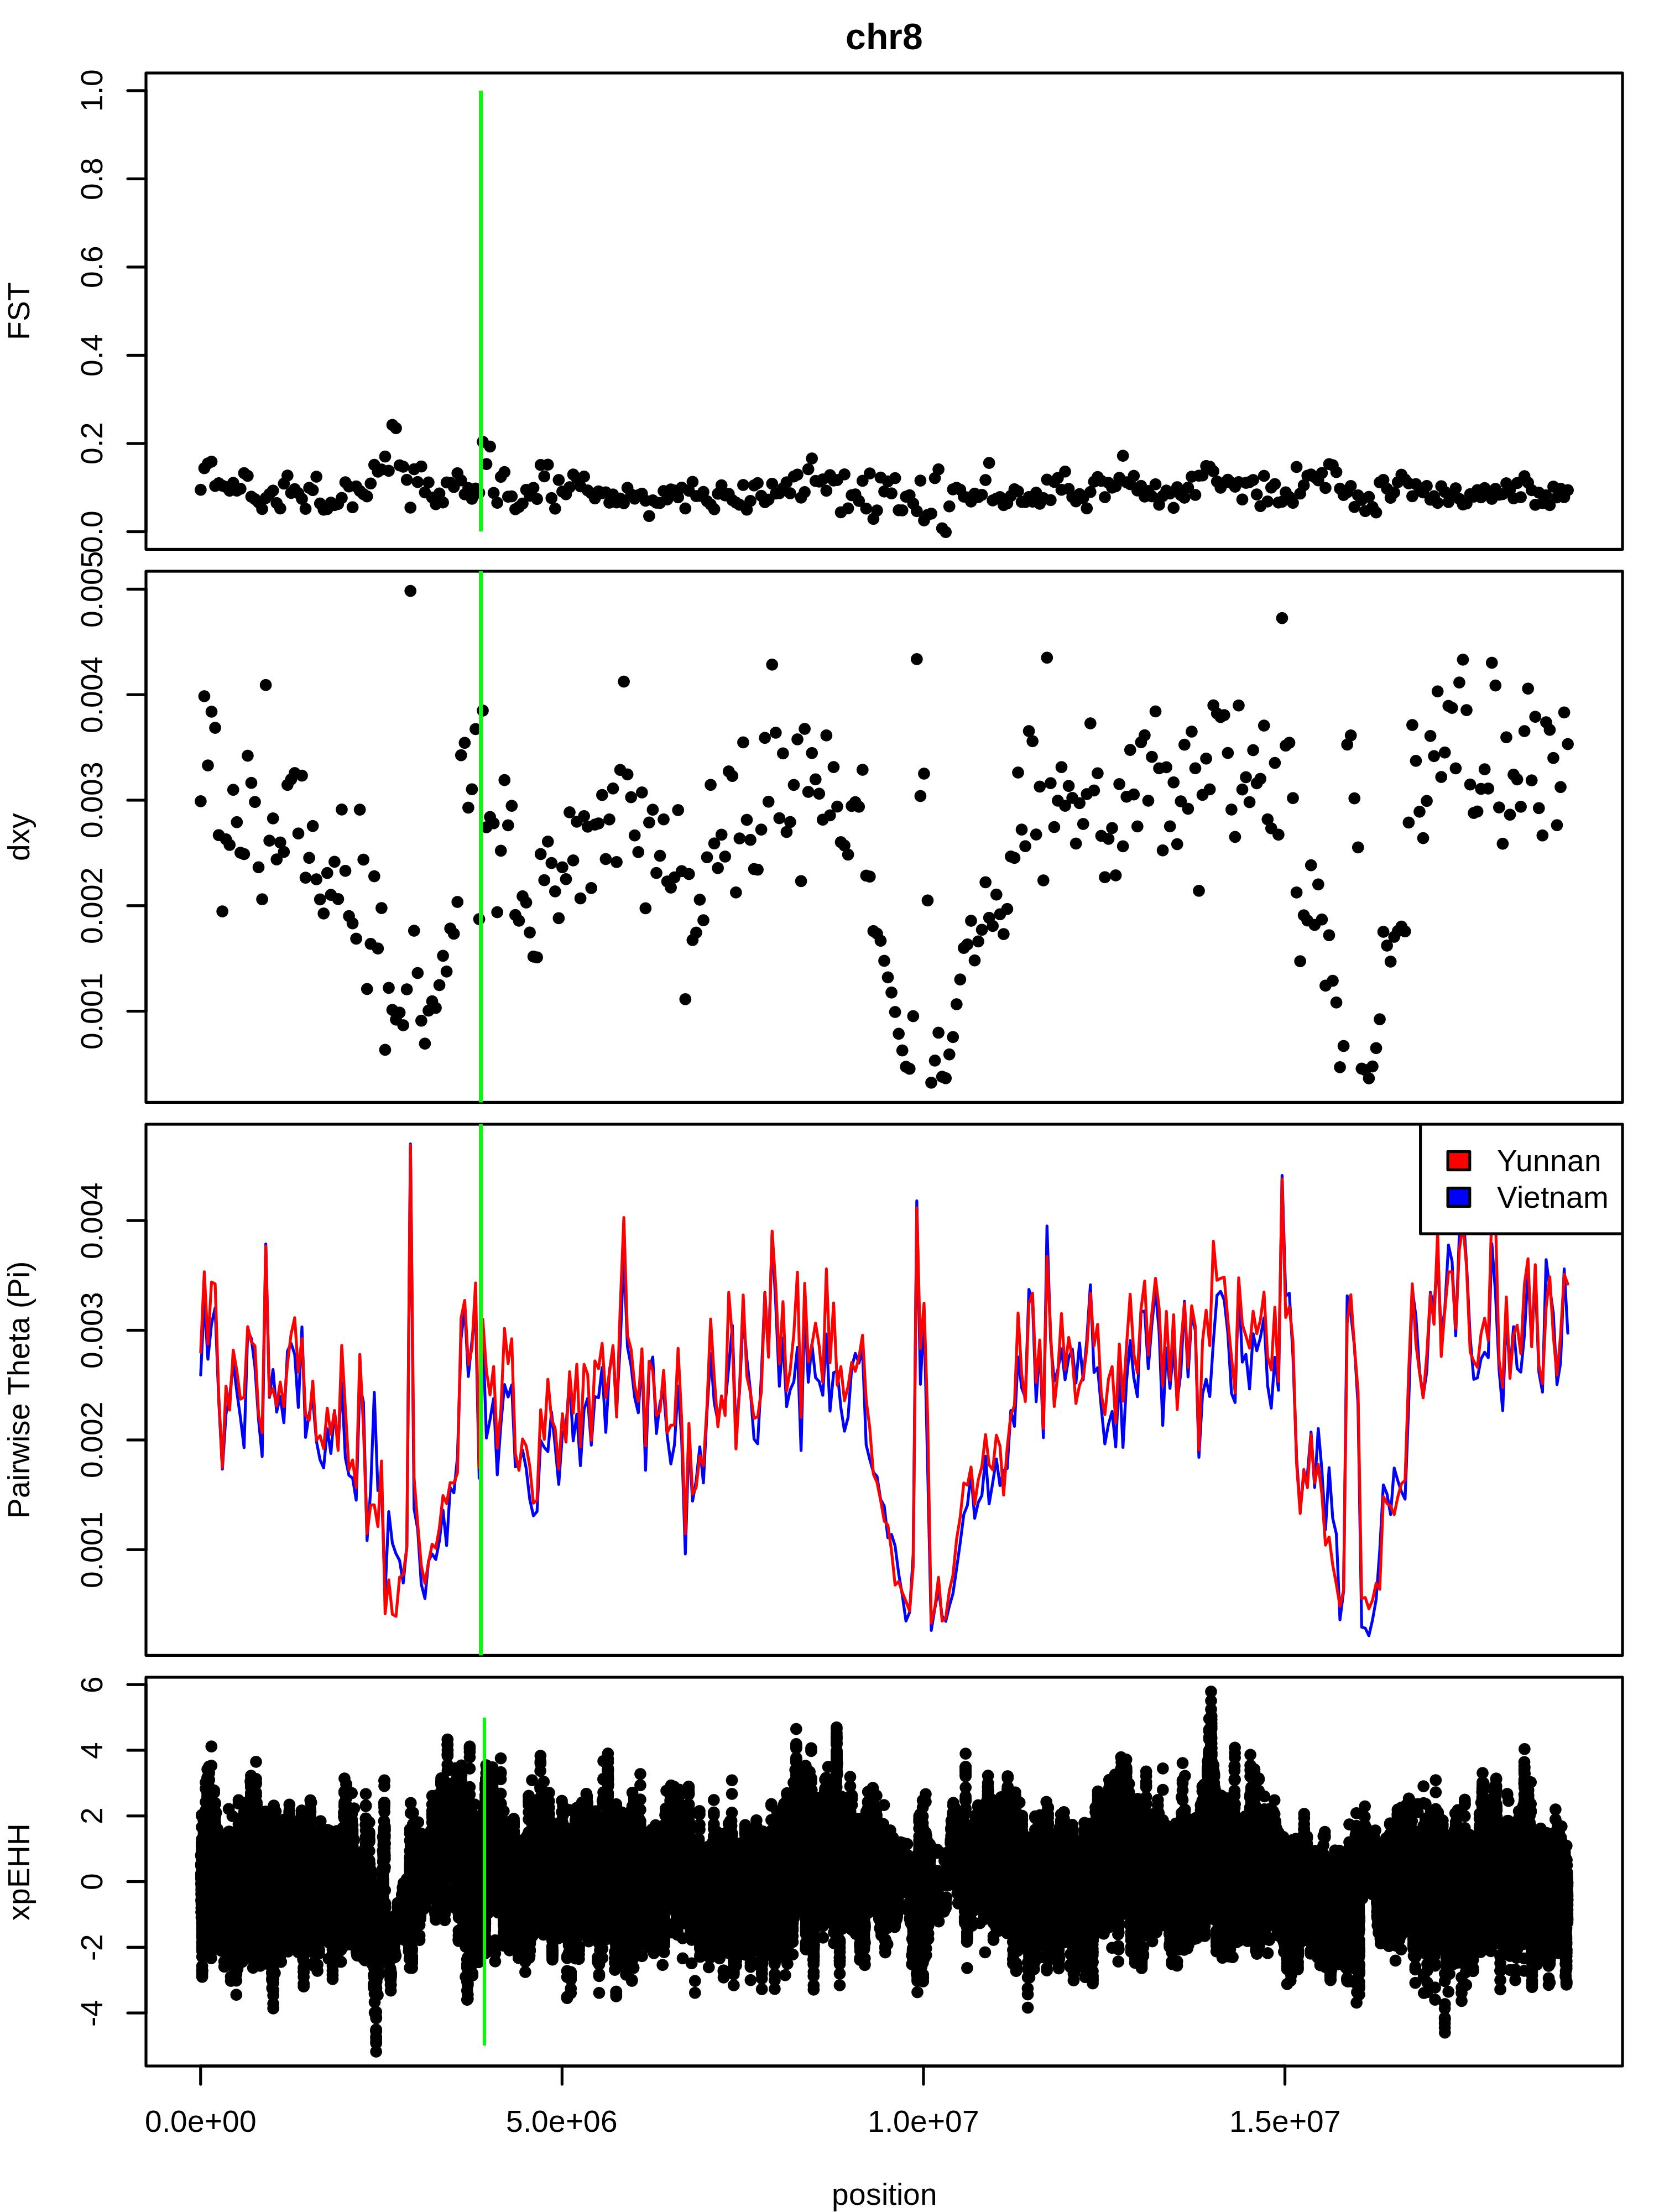 chr8
FST
0.0
0.2
0.4
0.6
0.8
1.0
dxy
0.001
0.002
0.003
0.004
0.005
Pairwise Theta (Pi)
0.001
0.002
0.003
0.004
Yunnan
Vietnam
xpEHH
-4
-2
0
2
4
6
0.0e+00
5.0e+06
1.0e+07
1.5e+07
position